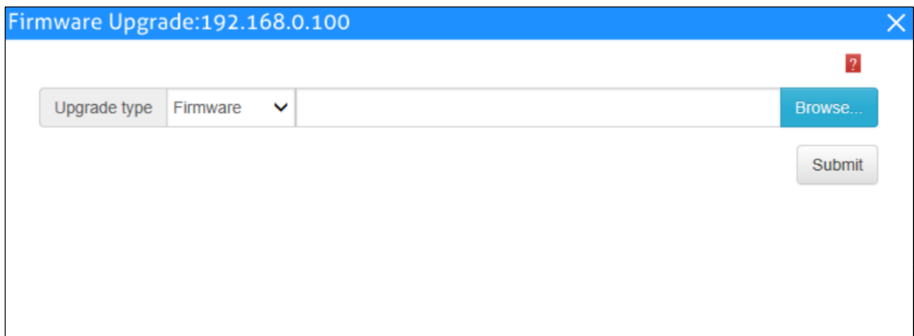 Firmware Upgrade:192.168.0.100
?
Upgrade type Firmware Browse...
Submit